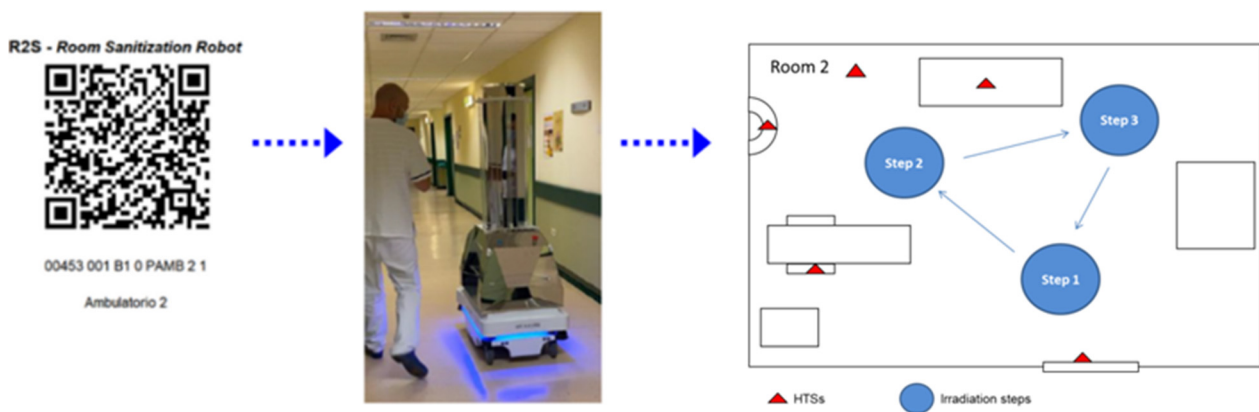 R2S - Room Sanitization Robot
00453 001 B1 0 PAMB 2 1
Ambulatorio 2
Room 2
Step 3
Step 2
Step 1
HTSs
Irradiation steps